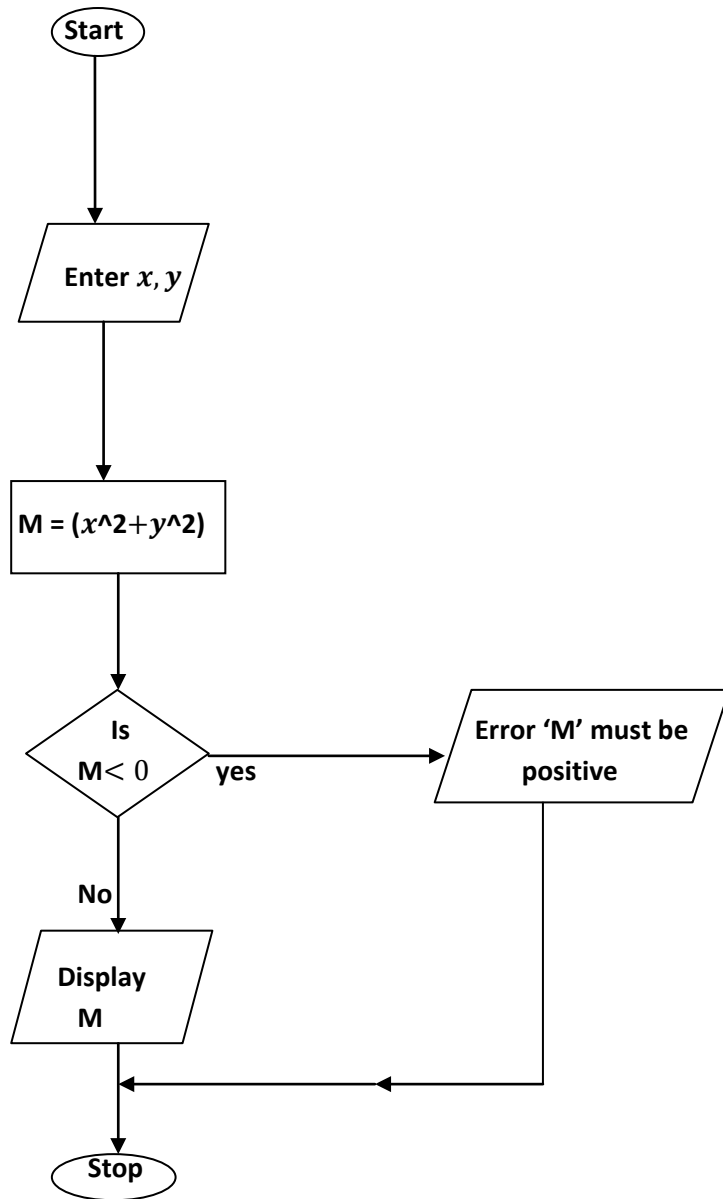 Start
Enter x, y
M = (x^2+y^2)
Is
M< 0
yes
Error ‘M’ must be
positive
No
Display
M
Stop